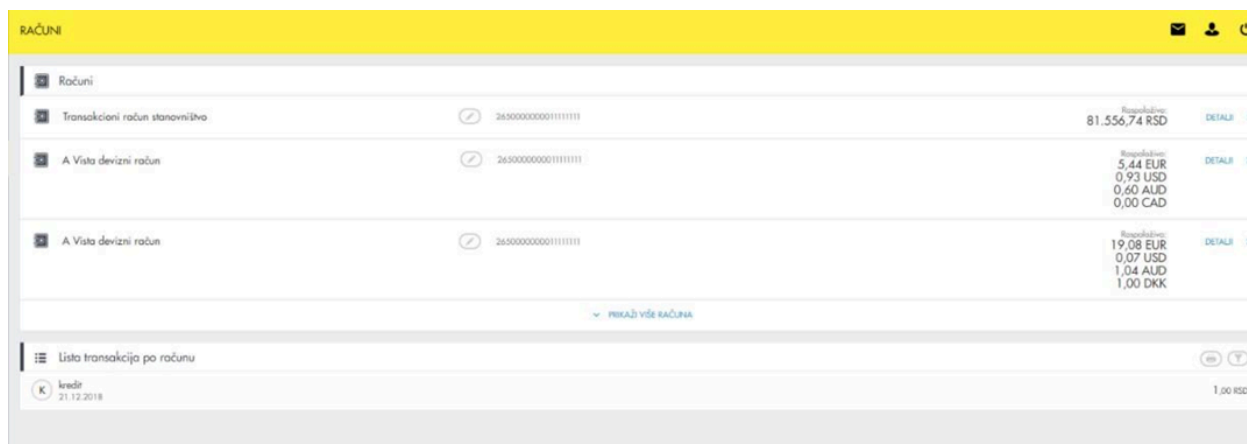 RAČUNI
Računi
Transakcioni račun stanovništvo
265000000001111111
Raspoloživo:
81.556,74 RSD
DETALJI
A Vista devizni račun
265000000001111111
Raspoloživo:
5,44 EUR
0,93 USD
0,60 AUD
0,00 CAD
DETALJI
A Vista devizni račun
265000000001111111
Raspoloživo:
19,08 EUR
0,07 USD
1,04 AUD
1,00 DKK
DETALJI
PRIKAŽI VIŠE RAČUNA
Lista transakcija po računu
K
kredit
21.12.2018
1,00 RSD